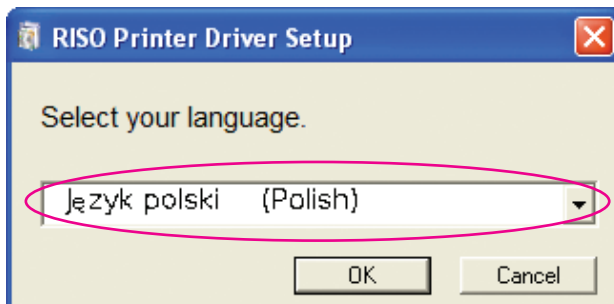 RISO Printer Driver Setup
Select your language.
Język polski (Polish)
OK
Cancel